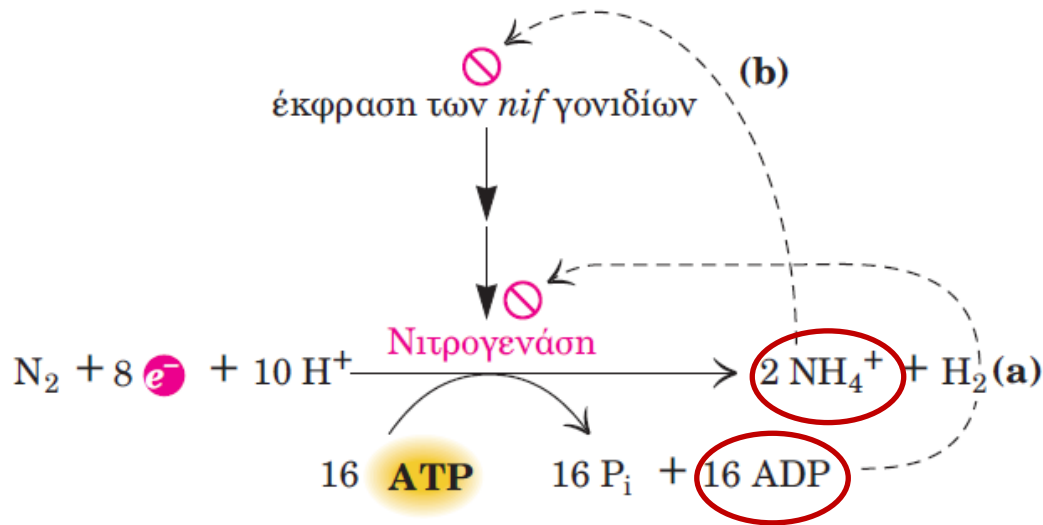 (b)
έκφραση των nif γονιδίων
Νιτρογενάση
N₂ + 8 e⁻ + 10 H⁺ 2 NH₄⁺ + H₂ (a)
16 ATP 16 Pᵢ + 16 ADP